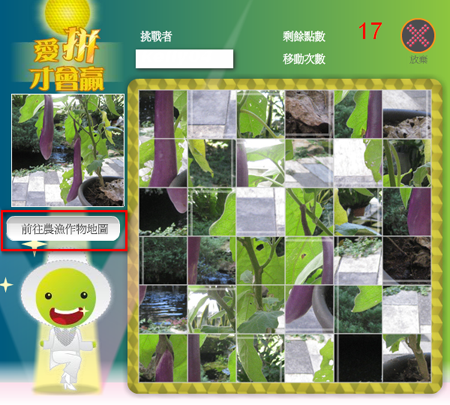 愛拼
才會贏
挑戰者
剩餘點數
17
移動次數
放棄
前往農漁作物地圖